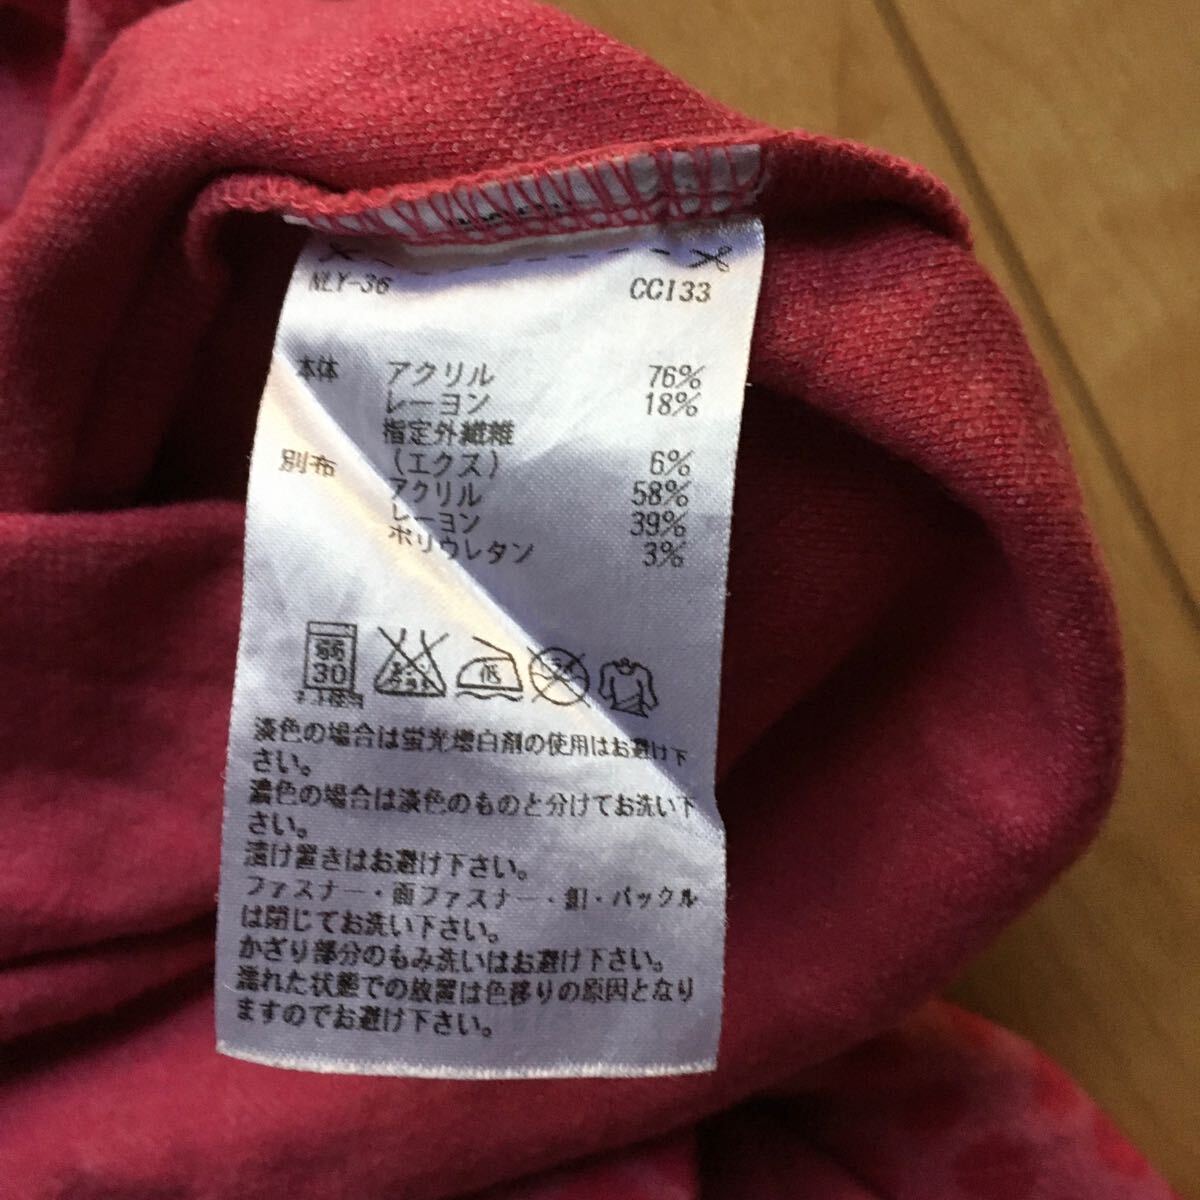 NLY-36 CC133
本体 アクリル 76%
レーヨン 18%
指定外繊維
別布 (エクス) 6%
アクリル 58%
レーヨン 39%
ポリウレタン 3%
弱
30
ネット使用
低
淡色の場合は蛍光増白剤の使用はお避け下
さい。
濃色の場合は淡色のものと分けてお洗い下
さい。
漬け置きはお避け下さい。
ファスナー・面ファスナー・釦・バックル
は閉じてお洗い下さい。
かざり部分のもみ洗いはお避け下さい。
濡れた状態での放置は色移りの原因となり
ますのでお避け下さい。